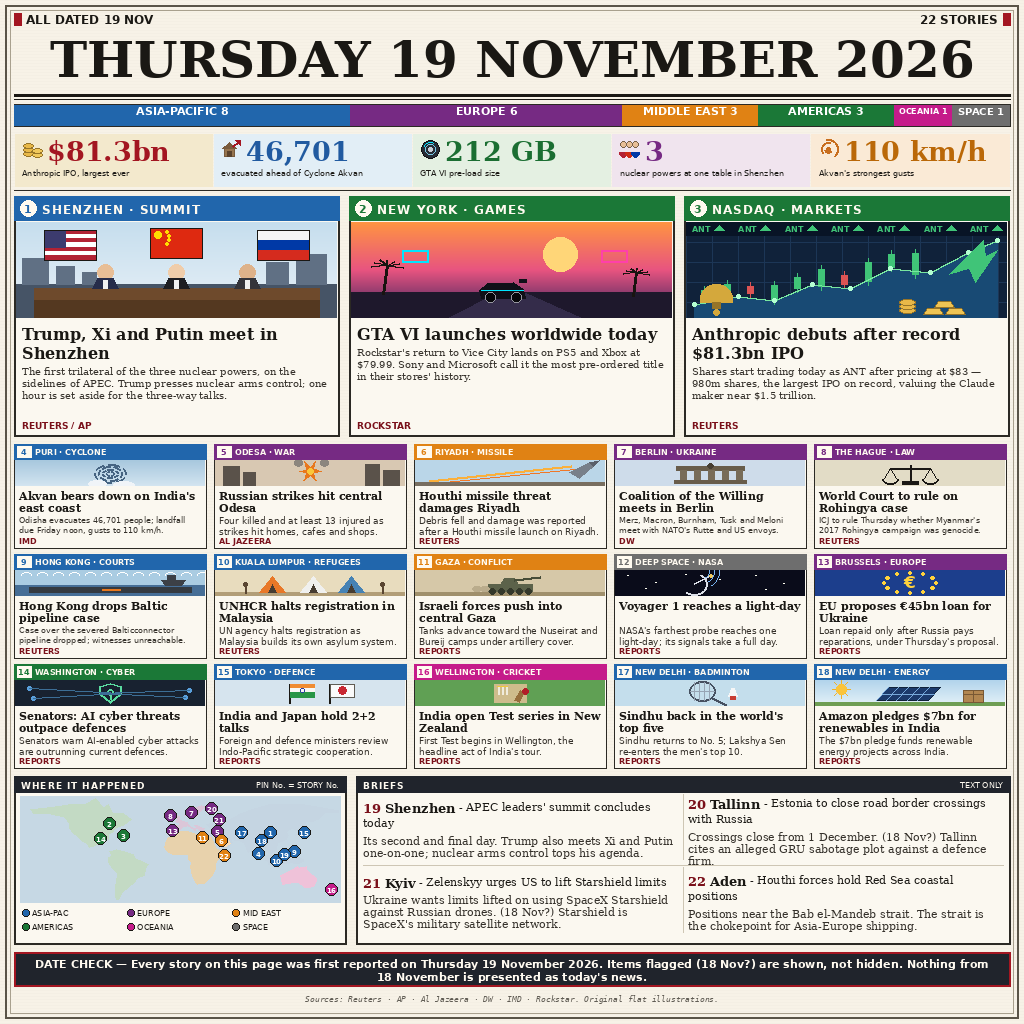 ALL DATED 19 NOV
22 STORIES
THURSDAY 19 NOVEMBER 2026
ASIA-PACIFIC 8
EUROPE 6
MIDDLE EAST 3
AMERICAS 3
OCEANIA 1
SPACE 1
$81.3bn
Anthropic IPO, largest ever
46,701
evacuated ahead of Cyclone Akvan
212 GB
GTA VI pre-load size
3
nuclear powers at one table in Shenzhen
110 km/h
Akvan's strongest gusts
1 SHENZHEN · SUMMIT
Trump, Xi and Putin meet in
Shenzhen
The first trilateral of the three nuclear powers, on the
sidelines of APEC. Trump presses nuclear arms control; one
hour is set aside for the three-way talks.
REUTERS / AP
2 NEW YORK · GAMES
GTA VI launches worldwide today
Rockstar's return to Vice City lands on PS5 and Xbox at
$79.99. Sony and Microsoft call it the most pre-ordered title
in their stores' history.
ROCKSTAR
3 NASDAQ · MARKETS
ANT ANT ANT ANT ANT ANT ANT
Anthropic debuts after record
$81.3bn IPO
Shares start trading today as ANT after pricing at $83 —
980m shares, the largest IPO on record, valuing the Claude
maker near $1.5 trillion.
REUTERS
4 PURI · CYCLONE
Akvan bears down on India's
east coast
Odisha evacuates 46,701 people; landfall
due Friday noon, gusts to 110 km/h.
IMD
5 ODESA · WAR
Russian strikes hit central
Odesa
Four killed and at least 13 injured as
strikes hit homes, cafes and shops.
AL JAZEERA
6 RIYADH · MISSILE
Houthi missile threat
damages Riyadh
Debris fell and damage was reported
after a Houthi missile launch on Riyadh.
REUTERS
7 BERLIN · UKRAINE
Coalition of the Willing
meets in Berlin
Merz, Macron, Burnham, Tusk and Meloni
meet with NATO's Rutte and US envoys.
DW
8 THE HAGUE · LAW
World Court to rule on
Rohingya case
ICJ to rule Thursday whether Myanmar's
2017 Rohingya campaign was genocide.
REUTERS
9 HONG KONG · COURTS
Hong Kong drops Baltic
pipeline case
Case over the severed Balticconnector
pipeline dropped; witnesses unreachable.
REUTERS
10 KUALA LUMPUR · REFUGEES
UNHCR halts registration in
Malaysia
UN agency halts registration as
Malaysia builds its own asylum system.
REUTERS
11 GAZA · CONFLICT
Israeli forces push into
central Gaza
Tanks advance toward the Nuseirat and
Bureij camps under artillery cover.
REPORTS
12 DEEP SPACE · NASA
Voyager 1 reaches a light-day
NASA's farthest probe reaches one
light-day; its signals take a full day.
REPORTS
13 BRUSSELS · EUROPE
€
EU proposes €45bn loan for
Ukraine
Loan repaid only after Russia pays
reparations, under Thursday's proposal.
REPORTS
14 WASHINGTON · CYBER
Senators: AI cyber threats
outpace defences
Senators warn AI-enabled cyber attacks
are outrunning current defences.
REPORTS
15 TOKYO · DEFENCE
India and Japan hold 2+2
talks
Foreign and defence ministers review
Indo-Pacific strategic cooperation.
REPORTS
16 WELLINGTON · CRICKET
India open Test series in New
Zealand
First Test begins in Wellington, the
headline act of India's tour.
REPORTS
17 NEW DELHI · BADMINTON
Sindhu back in the world's
top five
Sindhu returns to No. 5; Lakshya Sen
re-enters the men's top 10.
REPORTS
18 NEW DELHI · ENERGY
Amazon pledges $7bn for
renewables in India
The $7bn pledge funds renewable
energy projects across India.
REPORTS
WHERE IT HAPPENED
PIN No. = STORY No.
2
14
3
8
7
20
21
13
5
11
6
22
17
1
18
4
10
19
9
15
16
ASIA-PAC
EUROPE
MID EAST
AMERICAS
OCEANIA
SPACE
BRIEFS
TEXT ONLY
19 Shenzhen - APEC leaders' summit concludes
today
Its second and final day. Trump also meets Xi and Putin
one-on-one; nuclear arms control tops his agenda.
20 Tallinn - Estonia to close road border crossings
with Russia
Crossings close from 1 December. (18 Nov?) Tallinn
cites an alleged GRU sabotage plot against a defence
firm.
21 Kyiv - Zelenskyy urges US to lift Starshield limits
Ukraine wants limits lifted on using SpaceX Starshield
against Russian drones. (18 Nov?) Starshield is
SpaceX's military satellite network.
22 Aden - Houthi forces hold Red Sea coastal
positions
Positions near the Bab el-Mandeb strait. The strait is
the chokepoint for Asia-Europe shipping.
DATE CHECK — Every story on this page was first reported on Thursday 19 November 2026. Items flagged (18 Nov?) are shown, not hidden. Nothing from
18 November is presented as today's news.
Sources: Reuters · AP · Al Jazeera · DW · IMD · Rockstar. Original flat illustrations.